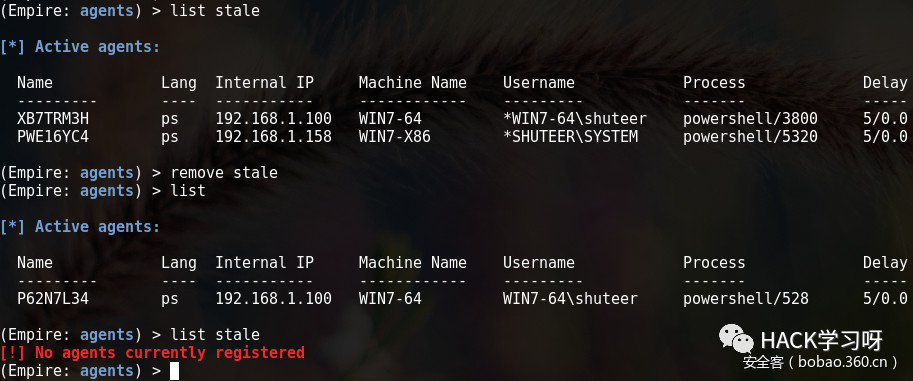 (Empire: agents) > list stale
[*] Active agents:
Name Lang Internal IP Machine Name Username Process Delay
--------- ---- ----------- ------------ --------- ------- -----
XB7TRM3H ps 192.168.1.100 WIN7-64 *WIN7-64\shuteer powershell/3800 5/0.0
PWE16YC4 ps 192.168.1.158 WIN7-X86 *SHUTEER\SYSTEM powershell/5320 5/0.0
(Empire: agents) > remove stale
(Empire: agents) > list
[*] Active agents:
Name Lang Internal IP Machine Name Username Process Delay
--------- ---- ----------- ------------ --------- ------- -----
P62N7L34 ps 192.168.1.100 WIN7-64 WIN7-64\shuteer powershell/528 5/0.0
(Empire: agents) > list stale
[!] No agents currently registered
(Empire: agents) >
HACK学习呀
安全客（bobao.360.cn）